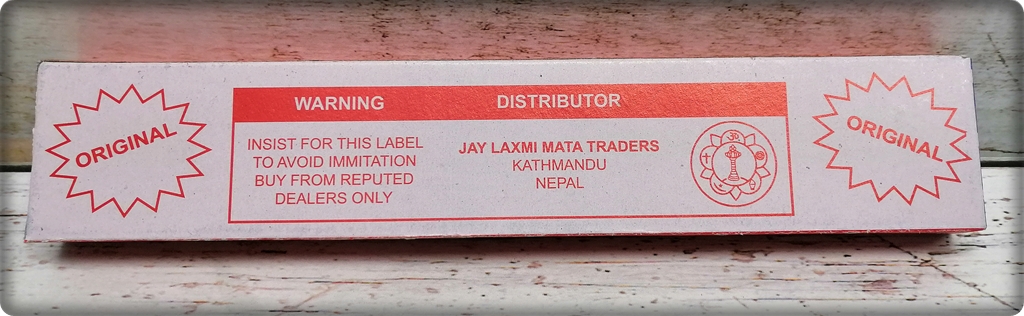 ORIGINAL
WARNING
INSIST FOR THIS LABEL
TO AVOID IMMITATION
BUY FROM REPUTED
DEALERS ONLY
DISTRIBUTOR
JAY LAXMI MATA TRADERS
KATHMANDU
NEPAL
ॐ
ORIGINAL